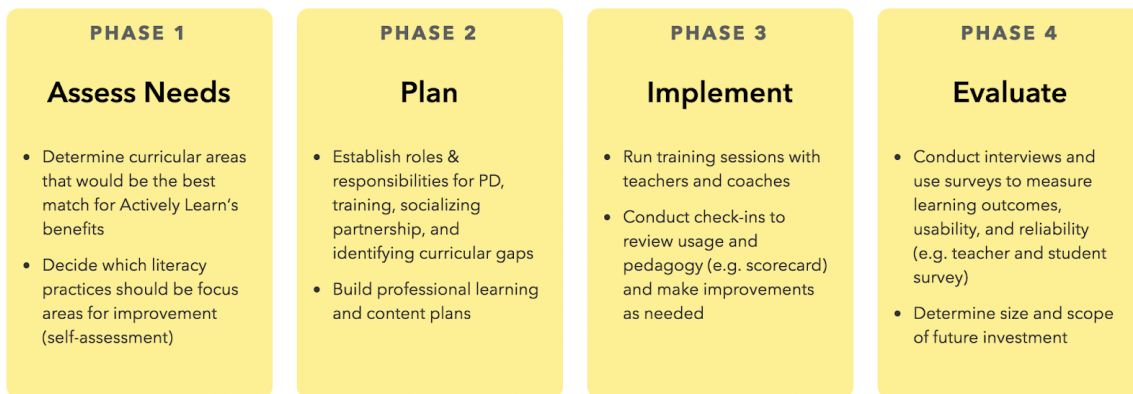 PHASE 1
Assess Needs
• Determine curricular areas
that would be the best
match for Actively Learn's
benefits
• Decide which literacy
practices should be focus
areas for improvement
(self-assessment)
PHASE 2
Plan
• Establish roles &
responsibilities for PD,
training, socializing
partnership, and
identifying curricular gaps
• Build professional learning
and content plans
PHASE 3
Implement
• Run training sessions with
teachers and coaches
• Conduct check-ins to
review usage and
pedagogy (e.g. scorecard)
and make improvements
as needed
PHASE 4
Evaluate
• Conduct interviews and
use surveys to measure
learning outcomes,
usability, and reliability
(e.g. teacher and student
survey)
• Determine size and scope
of future investment